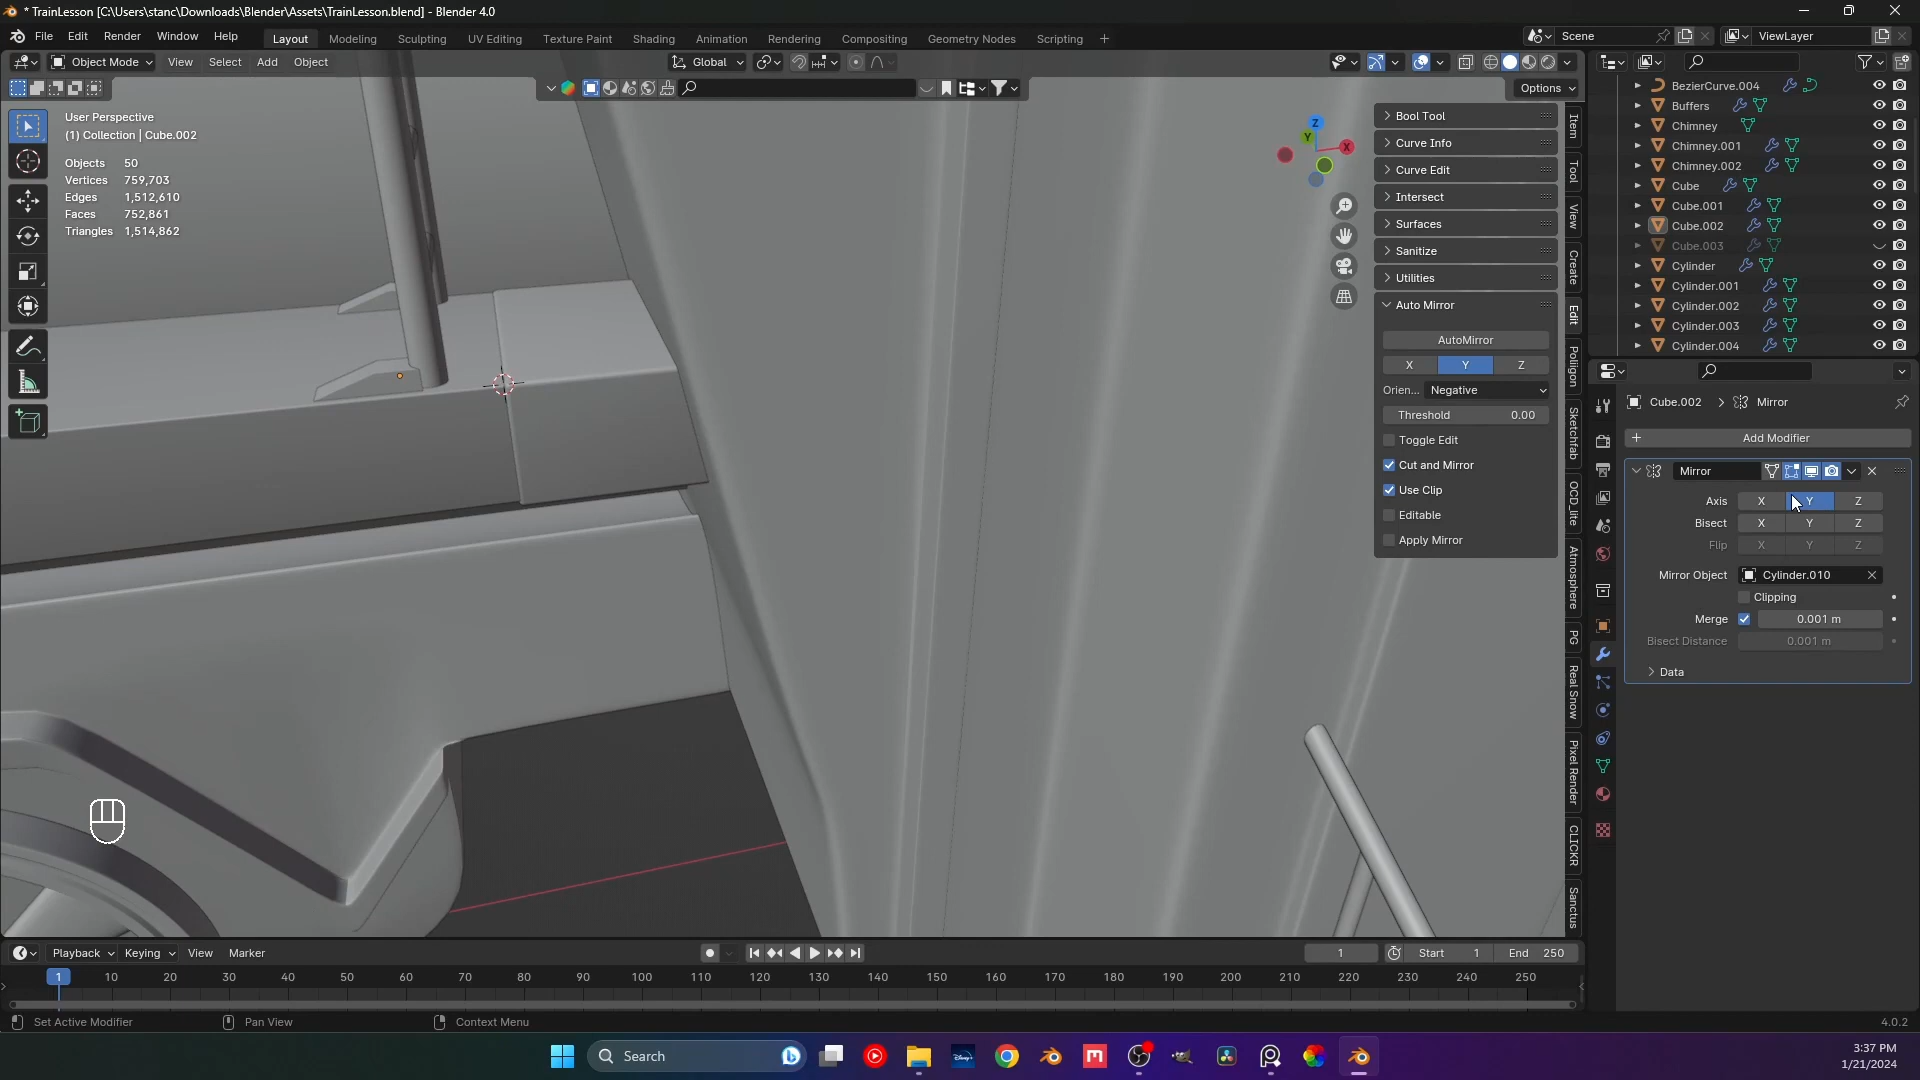 * TrainLesson [C:\Users\stanc\Downloads\Blender\Assets\TrainLesson.blend] - Blender 4.0
File Edit Render Window Help Layout Modeling Sculpting UV Editing Texture Paint Shading Animation Rendering Compositing Geometry Nodes Scripting + Scene ViewLayer
Object Mode View Select Add Object Global
Options
User Perspective
(1) Collection | Cube.002
Objects 50
Vertices 759,703
Edges 1,512,610
Faces 752,861
Triangles 1,514,862
Z
Y
X
Bool Tool
Curve Info
Curve Edit
Intersect
Surfaces
Sanitize
Utilities
Auto Mirror
AutoMirror
X Y Z
Orien... Negative
Threshold 0.00
Toggle Edit
Cut and Mirror
Use Clip
Editable
Apply Mirror
Item
Tool
View
Create
Edit
Poliigon
Sketchfab
OCD_lite
Atmosphere
PG
Real Snow
Pixel Render
CLICKR
Sanctus
BezierCurve.004
Buffers
Chimney
Chimney.001
Chimney.002
Cube
Cube.001
Cube.002
Cube.003
Cylinder
Cylinder.001
Cylinder.002
Cylinder.003
Cylinder.004
Cube.002 Mirror
Add Modifier
Mirror
Axis X Y Z
Bisect X Y Z
Flip X Y Z
Mirror Object Cylinder.010
Clipping
Merge 0.001 m
Bisect Distance 0.001 m
Data
Playback Keying View Marker 1 Start 1 End 250
1 10 20 30 40 50 60 70 80 90 100 110 120 130 140 150 160 170 180 190 200 210 220 230 240 250
Set Active Modifier Pan View Context Menu 4.0.2
Search
3:37 PM
1/21/2024